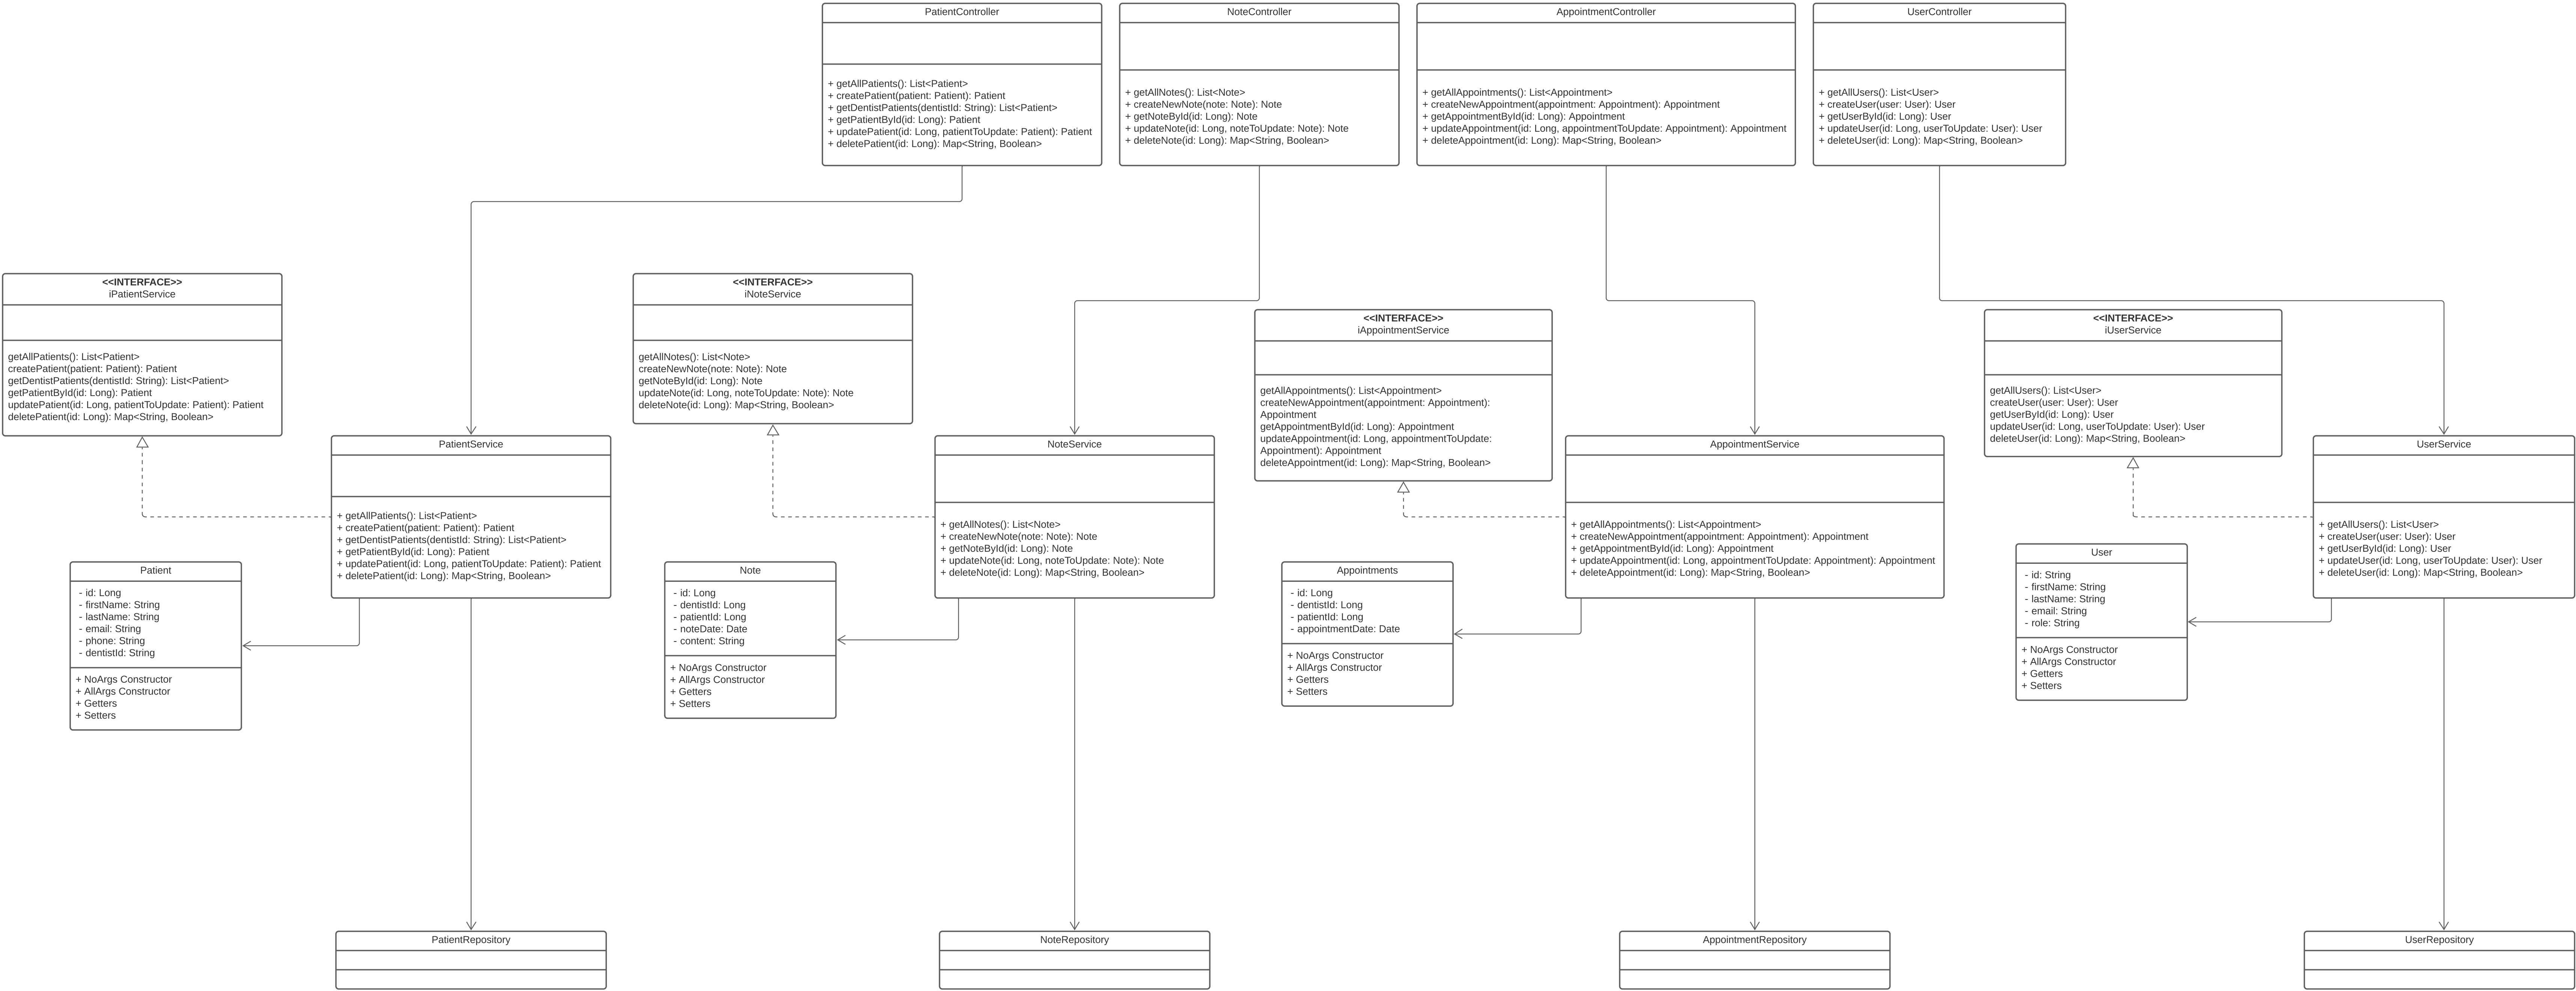 PatientController
+ getAllPatients(): List<Patient>
+ createPatient(patient: Patient): Patient
+ getDentistPatients(dentistId: String): List<Patient>
+ getPatientById(id: Long): Patient
+ updatePatient(id: Long, patientToUpdate: Patient): Patient
+ deletePatient(id: Long): Map<String, Boolean>
NoteController
+ getAllNotes(): List<Note>
+ createNewNote(note: Note): Note
+ getNoteById(id: Long): Note
+ updateNote(id: Long, noteToUpdate: Note): Note
+ deleteNote(id: Long): Map<String, Boolean>
AppointmentController
+ getAllAppointments(): List<Appointment>
+ createNewAppointment(appointment: Appointment): Appointment
+ getAppointmentById(id: Long): Appointment
+ updateAppointment(id: Long, appointmentToUpdate: Appointment): Appointment
+ deleteAppointment(id: Long): Map<String, Boolean>
UserController
+ getAllUsers(): List<User>
+ createUser(user: User): User
+ getUserById(id: Long): User
+ updateUser(id: Long, userToUpdate: User): User
+ deleteUser(id: Long): Map<String, Boolean>
<<INTERFACE>>
iPatientService
getAllPatients(): List<Patient>
createPatient(patient: Patient): Patient
getDentistPatients(dentistId: String): List<Patient>
getPatientById(id: Long): Patient
updatePatient(id: Long, patientToUpdate: Patient): Patient
deletePatient(id: Long): Map<String, Boolean>
<<INTERFACE>>
iNoteService
getAllNotes(): List<Note>
createNewNote(note: Note): Note
getNoteById(id: Long): Note
updateNote(id: Long, noteToUpdate: Note): Note
deleteNote(id: Long): Map<String, Boolean>
<<INTERFACE>>
iAppointmentService
getAllAppointments(): List<Appointment>
createNewAppointment(appointment: Appointment):
Appointment
getAppointmentById(id: Long): Appointment
updateAppointment(id: Long, appointmentToUpdate:
Appointment): Appointment
deleteAppointment(id: Long): Map<String, Boolean>
<<INTERFACE>>
iUserService
getAllUsers(): List<User>
createUser(user: User): User
getUserById(id: Long): User
updateUser(id: Long, userToUpdate: User): User
deleteUser(id: Long): Map<String, Boolean>
PatientService
+ getAllPatients(): List<Patient>
+ createPatient(patient: Patient): Patient
+ getDentistPatients(dentistId: String): List<Patient>
+ getPatientById(id: Long): Patient
+ updatePatient(id: Long, patientToUpdate: Patient): Patient
+ deletePatient(id: Long): Map<String, Boolean>
NoteService
+ getAllNotes(): List<Note>
+ createNewNote(note: Note): Note
+ getNoteById(id: Long): Note
+ updateNote(id: Long, noteToUpdate: Note): Note
+ deleteNote(id: Long): Map<String, Boolean>
AppointmentService
+ getAllAppointments(): List<Appointment>
+ createNewAppointment(appointment: Appointment): Appointment
+ getAppointmentById(id: Long): Appointment
+ updateAppointment(id: Long, appointmentToUpdate: Appointment): Appointment
+ deleteAppointment(id: Long): Map<String, Boolean>
UserService
+ getAllUsers(): List<User>
+ createUser(user: User): User
+ getUserById(id: Long): User
+ updateUser(id: Long, userToUpdate: User): User
+ deleteUser(id: Long): Map<String, Boolean>
Patient
- id: Long
- firstName: String
- lastName: String
- email: String
- phone: String
- dentistId: String
+ NoArgs Constructor
+ AllArgs Constructor
+ Getters
+ Setters
Note
- id: Long
- dentistId: Long
- patientId: Long
- noteDate: Date
- content: String
+ NoArgs Constructor
+ AllArgs Constructor
+ Getters
+ Setters
Appointments
- id: Long
- dentistId: Long
- patientId: Long
- appointmentDate: Date
+ NoArgs Constructor
+ AllArgs Constructor
+ Getters
+ Setters
User
- id: String
- firstName: String
- lastName: String
- email: String
- role: String
+ NoArgs Constructor
+ AllArgs Constructor
+ Getters
+ Setters
PatientRepository
NoteRepository
AppointmentRepository
UserRepository